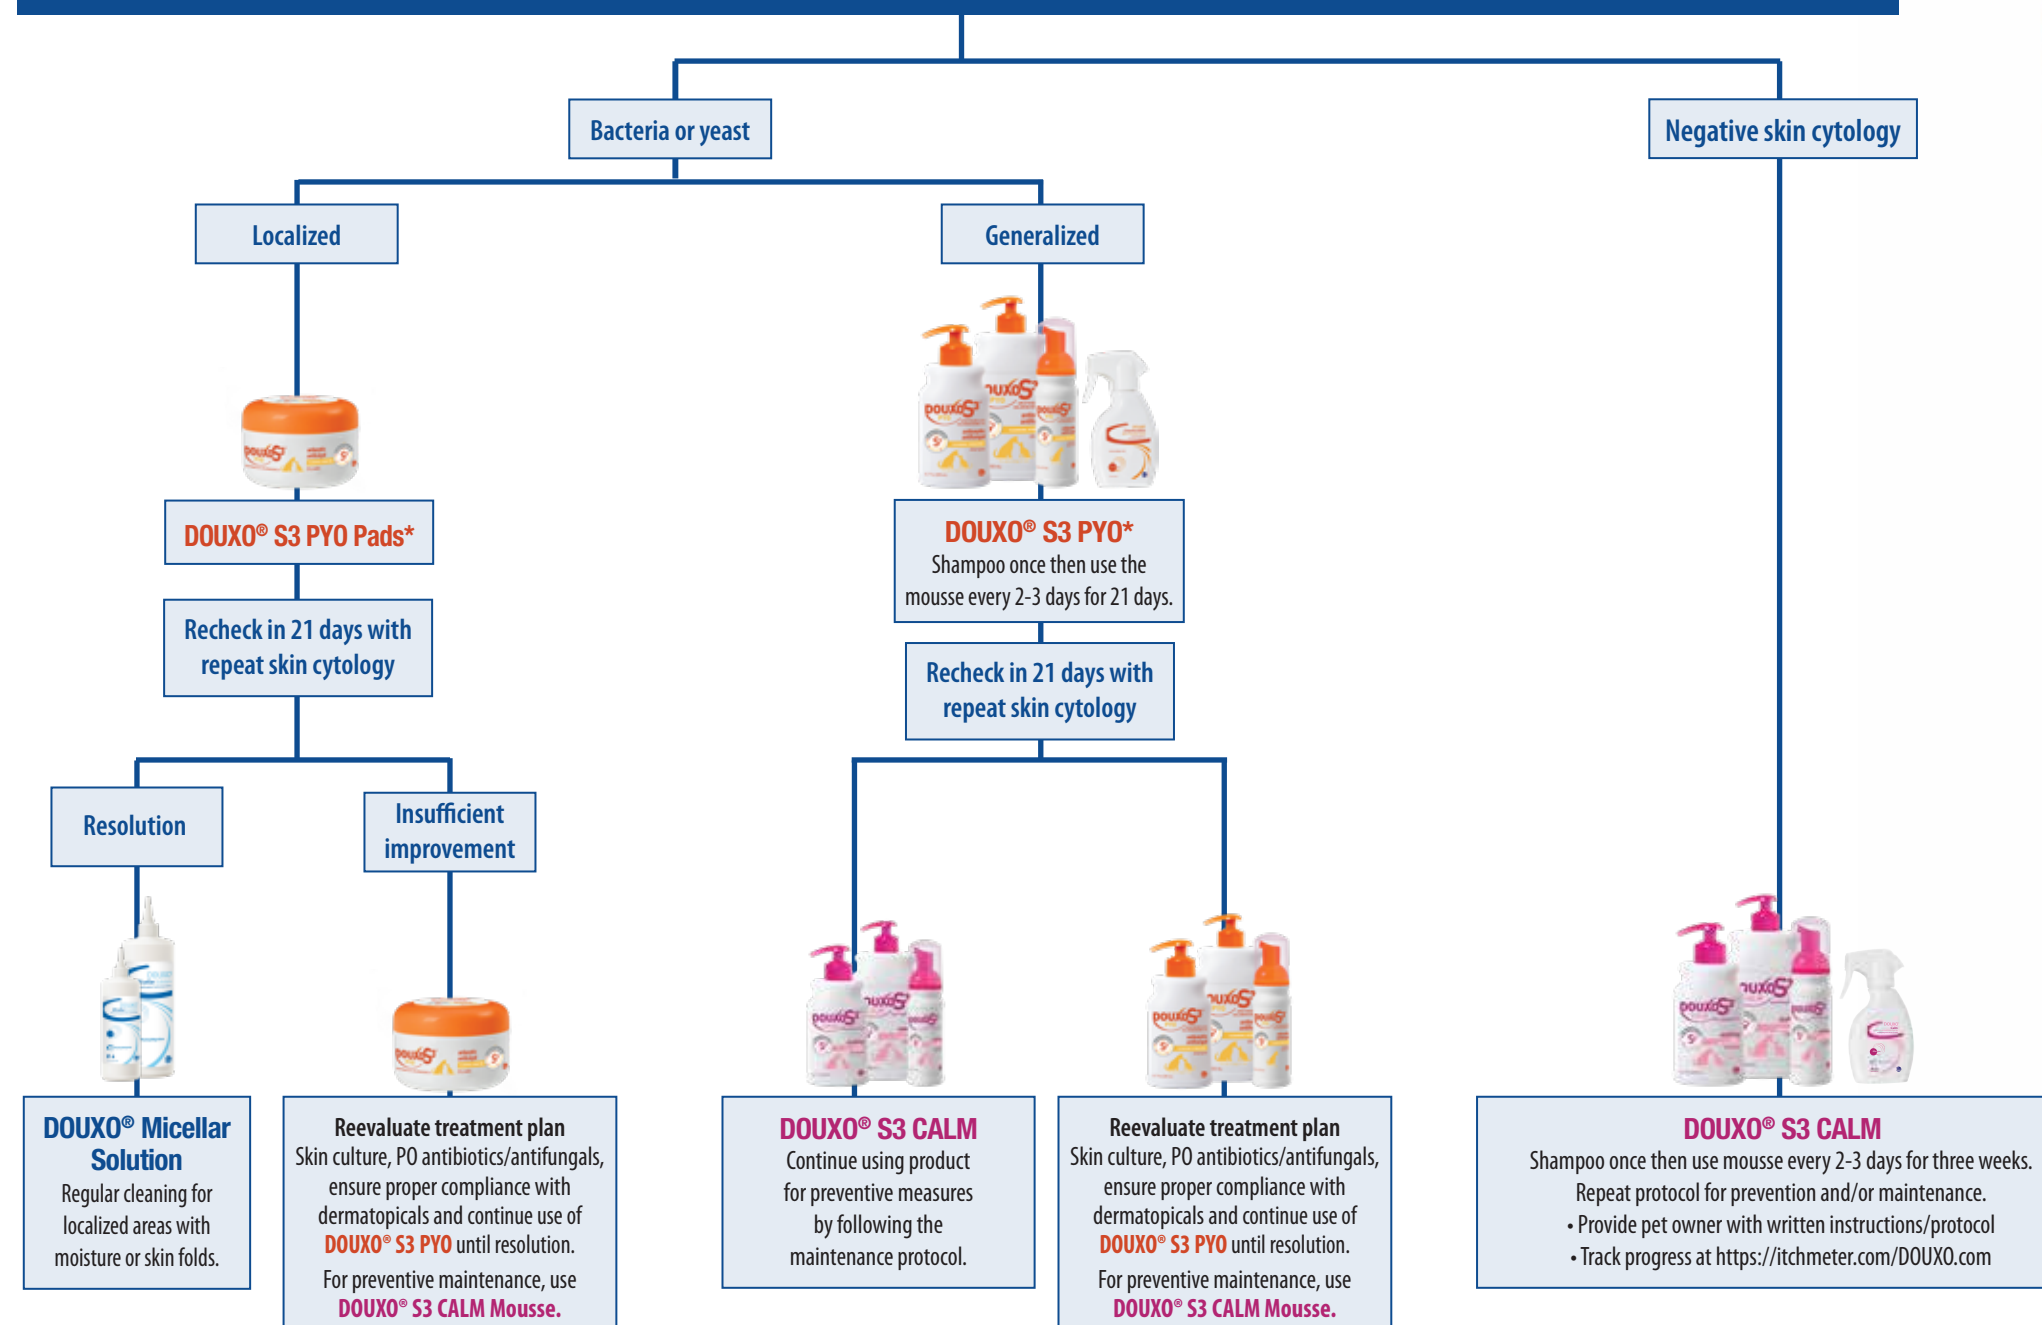 Bacteria or yeast
Negative skin cytology
Localized
Generalized
DOUXO® S3 PYO Pads*
DOUXO® S3 PYO*
Shampoo once then use the
mousse every 2-3 days for 21 days.
Recheck in 21 days with
repeat skin cytology
Recheck in 21 days with
repeat skin cytology
Resolution
Insufficient
improvement
DOUXO® Micellar
Solution
Regular cleaning for
localized areas with
moisture or skin folds.
Reevaluate treatment plan
Skin culture, PO antibiotics/antifungals,
ensure proper compliance with
dermatopicals and continue use of
DOUXO® S3 PYO until resolution.
For preventive maintenance, use
DOUXO® S3 CALM Mousse.
DOUXO® S3 CALM
Continue using product
for preventive measures
by following the
maintenance protocol.
Reevaluate treatment plan
Skin culture, PO antibiotics/antifungals,
ensure proper compliance with
dermatopicals and continue use of
DOUXO® S3 PYO until resolution.
For preventive maintenance, use
DOUXO® S3 CALM Mousse.
DOUXO® S3 CALM
Shampoo once then use mousse every 2-3 days for three weeks.
Repeat protocol for prevention and/or maintenance.
• Provide pet owner with written instructions/protocol
• Track progress at https://itchmeter.com/DOUXO.com